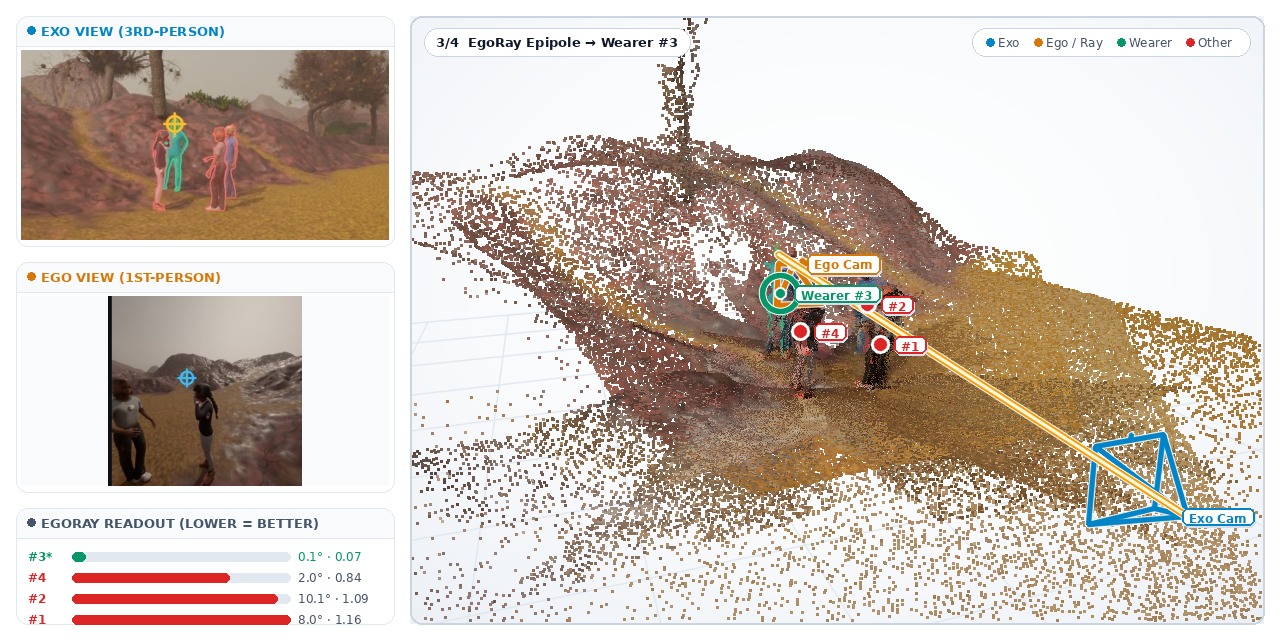 EXO VIEW (3RD-PERSON)
EGO VIEW (1ST-PERSON)
EGORAY READOUT (LOWER = BETTER)
#3* 0.1° · 0.07
#4 2.0° · 0.84
#2 10.1° · 1.09
#1 8.0° · 1.16
3/4 EgoRay Epipole → Wearer #3
Exo Ego / Ray Wearer Other
Ego Cam
Wearer #3
#2
#4
#1
Exo Cam